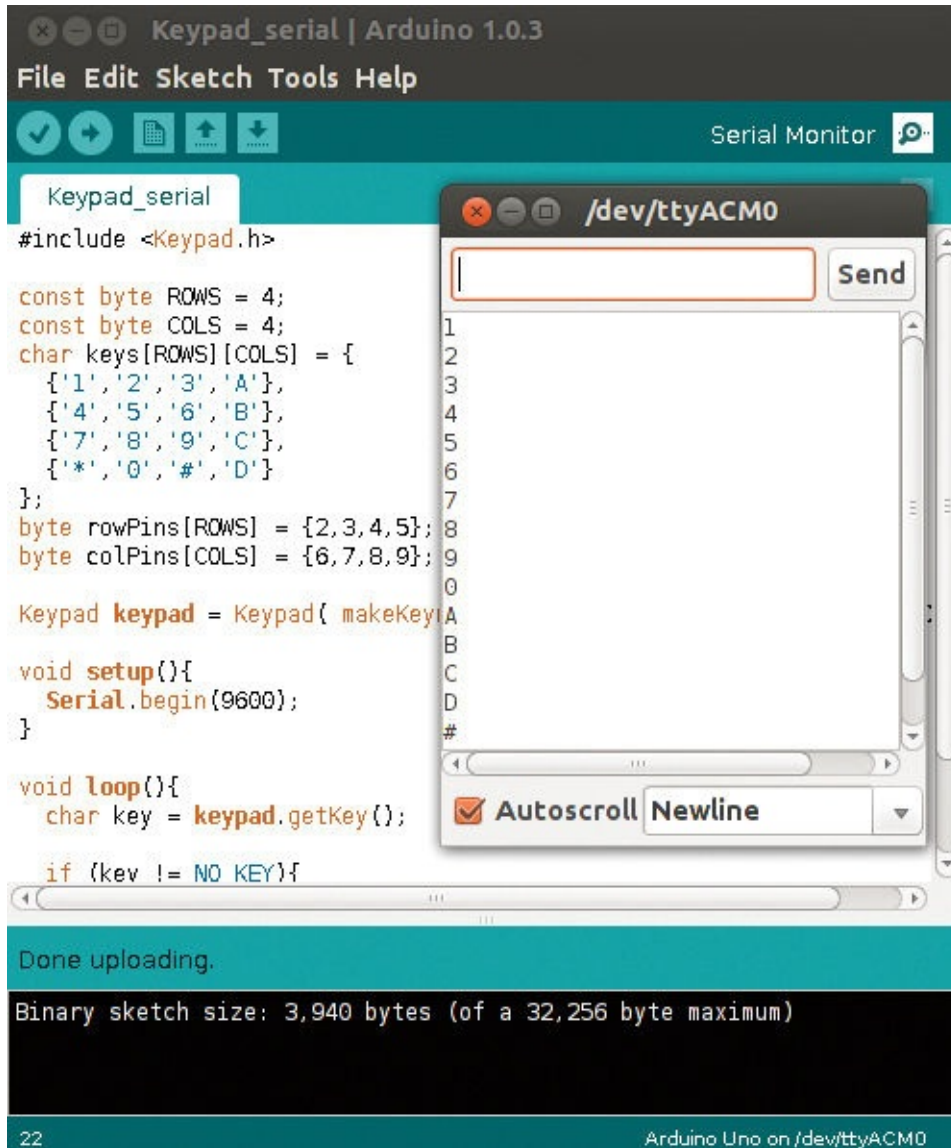 Keypad_serial | Arduino 1.0.3
File Edit Sketch Tools Help
Serial Monitor
Keypad_serial
#include <Keypad.h>
const byte ROWS = 4;
const byte COLS = 4;
char keys[ROWS][COLS] = {
{'1','2','3','A'},
{'4','5','6','B'},
{'7','8','9','C'},
{'*','0','#','D'}
};
byte rowPins[ROWS] = {2,3,4,5};
byte colPins[COLS] = {6,7,8,9};
Keypad keypad = Keypad( makeKey
void setup(){
Serial.begin(9600);
}
void loop(){
char key = keypad.getKey();
if (key != NO_KEY){
/dev/ttyACM0
Send
1
2
3
4
5
6
7
8
9
0
A
B
C
D
#
Autoscroll Newline
Done uploading.
Binary sketch size: 3,940 bytes (of a 32,256 byte maximum)
22 Arduino Uno on /dev/ttyACM0